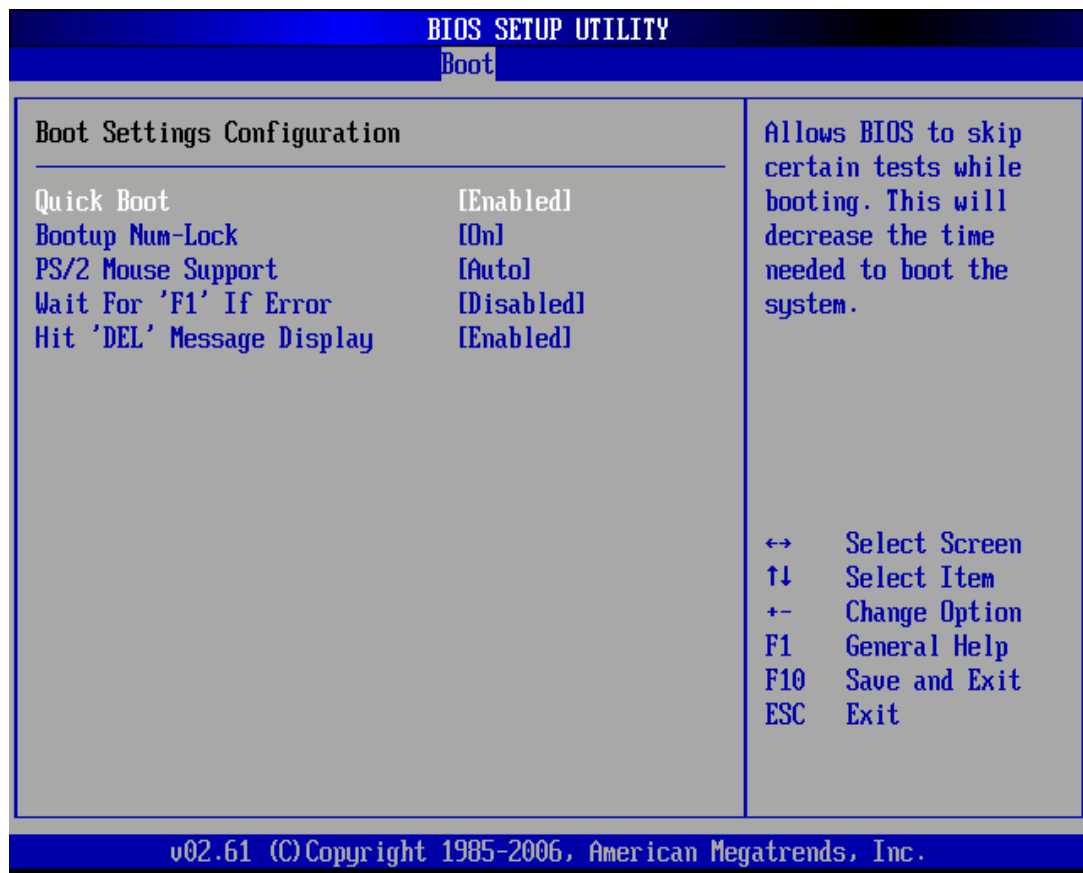 BIOS SETUP UTILITY
Boot
Boot Settings Configuration
Quick Boot [Enabled]
Bootup Num-Lock [On]
PS/2 Mouse Support [Auto]
Wait For 'F1' If Error [Disabled]
Hit 'DEL' Message Display [Enabled]
Allows BIOS to skip
certain tests while
booting. This will
decrease the time
needed to boot the
system.
←→ Select Screen
↑↓ Select Item
+- Change Option
F1 General Help
F10 Save and Exit
ESC Exit
v02.61 (C)Copyright 1985-2006, American Megatrends, Inc.